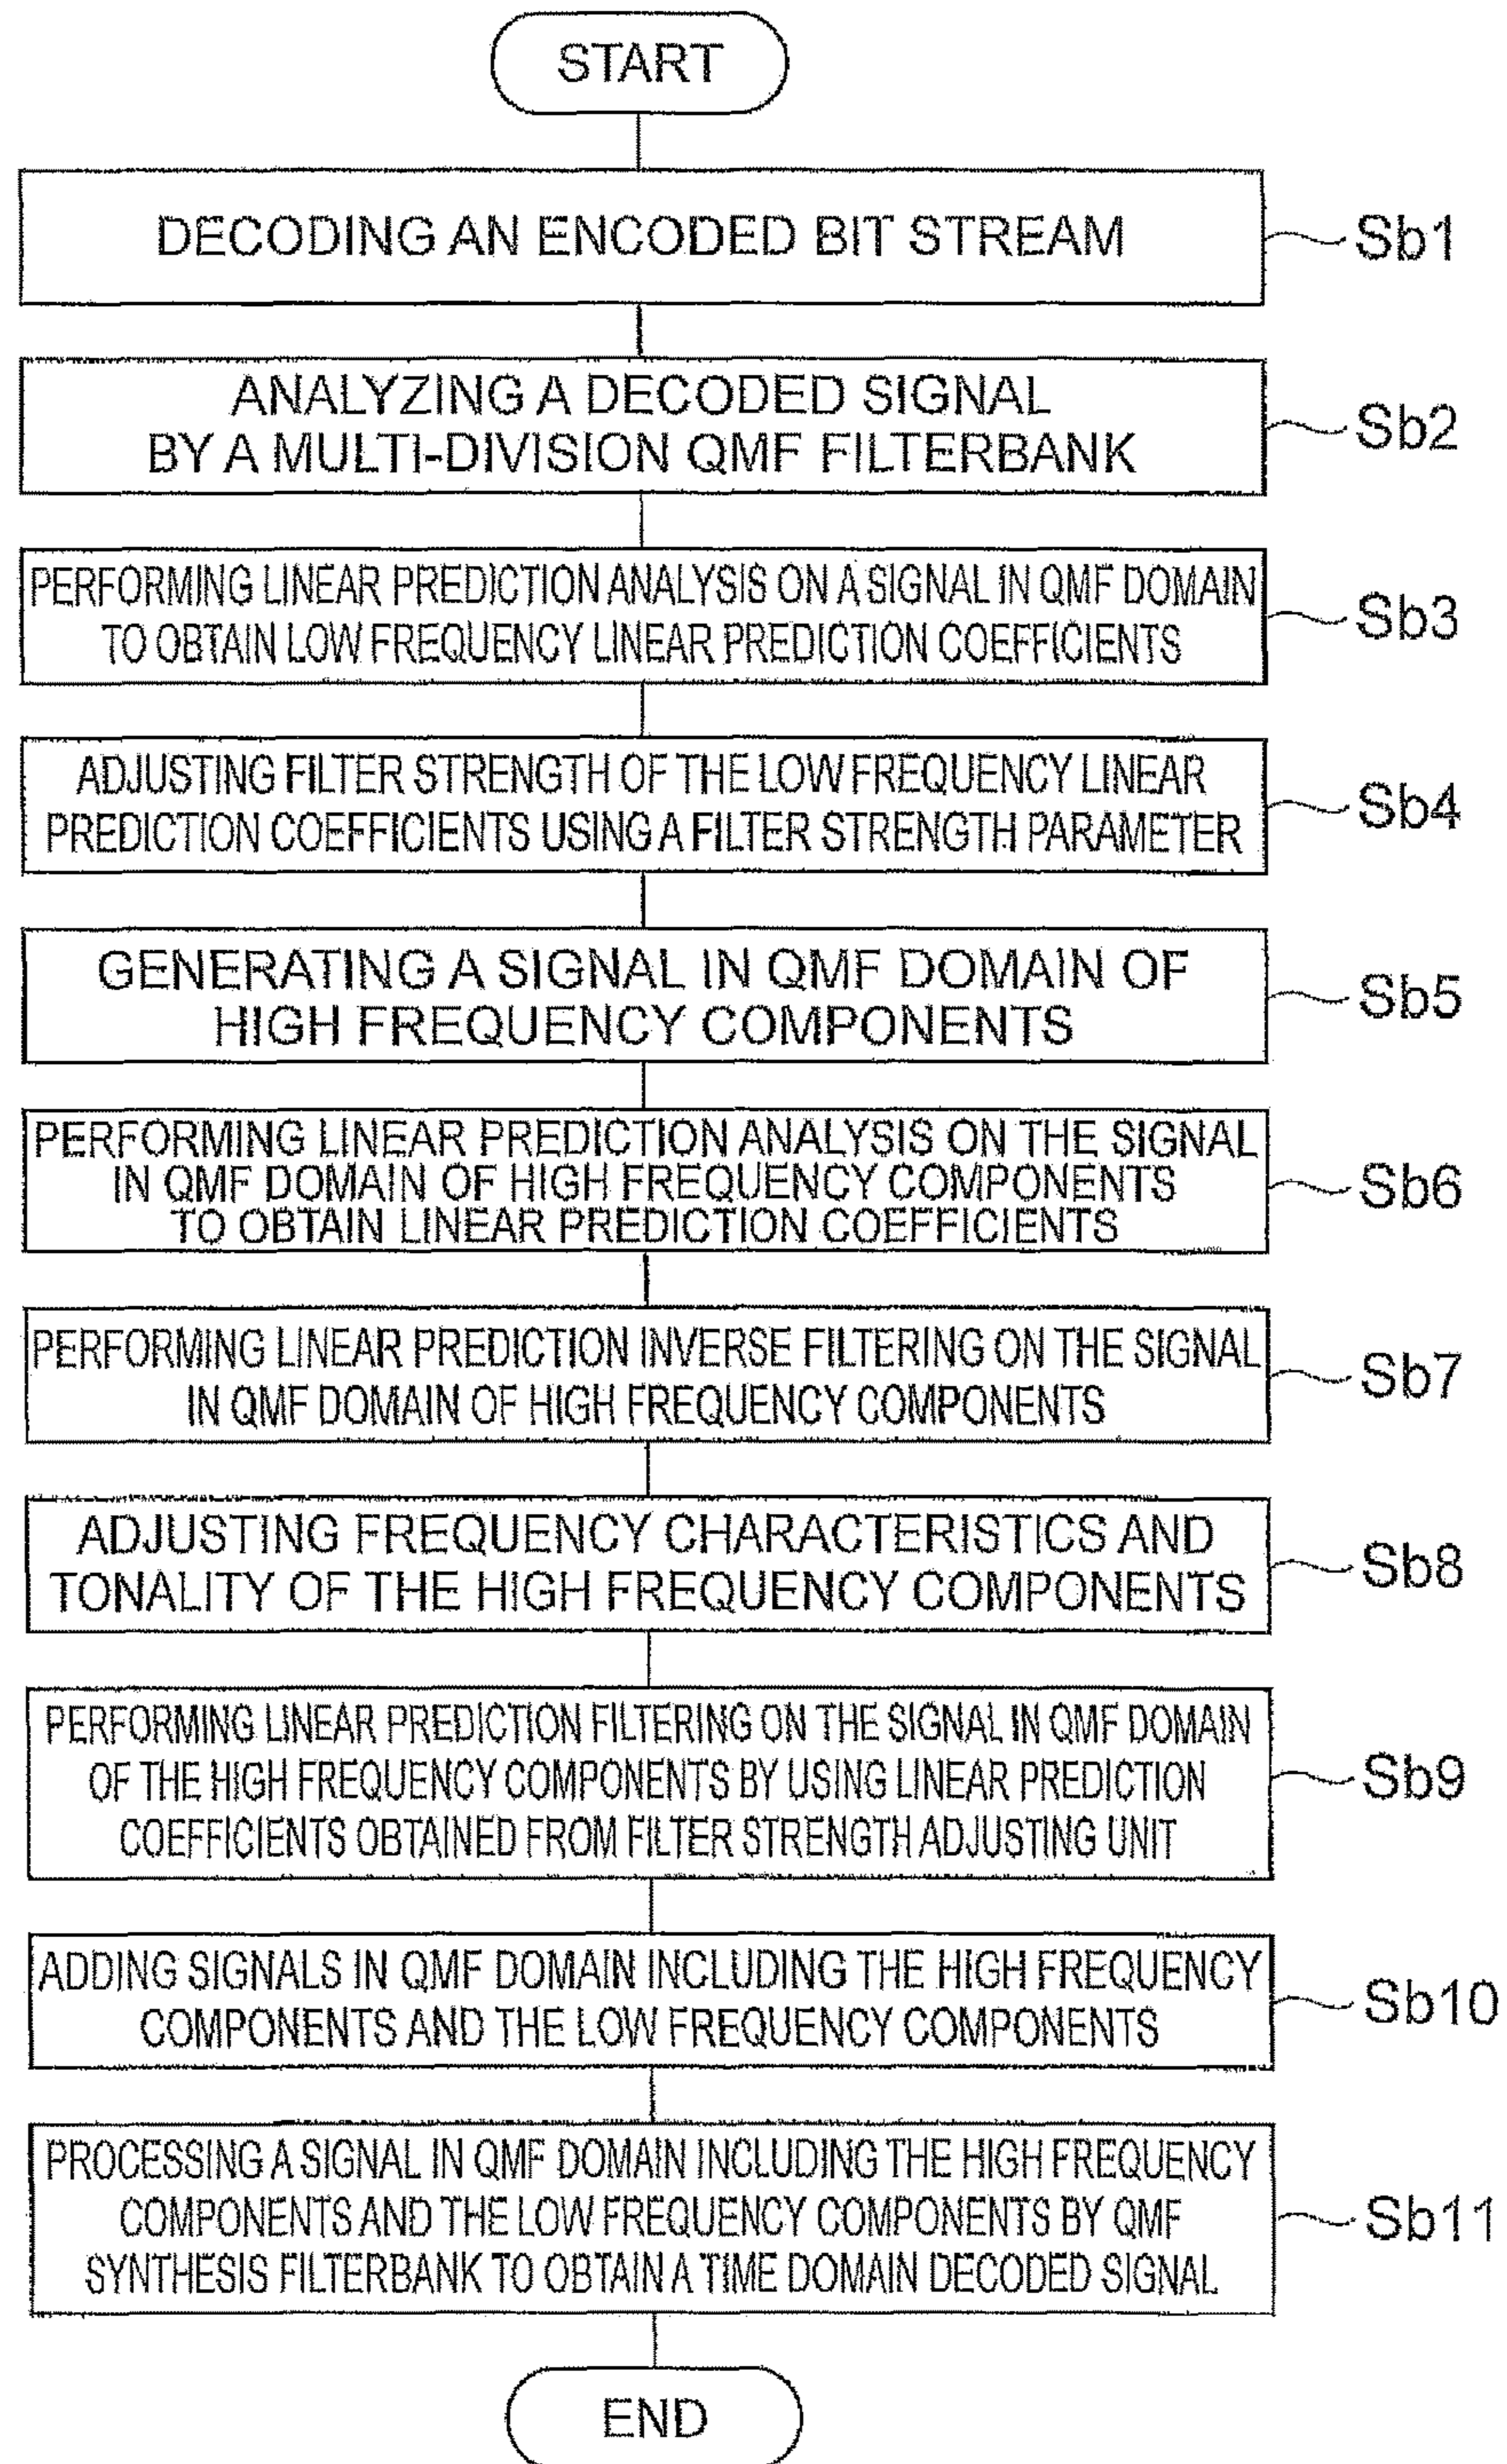 START
DECODING AN ENCODED BIT STREAM
Sb1
ANALYZING A DECODED SIGNAL
BY A MULTI-DIVISION QMF FILTERBANK
Sb2
PERFORMING LINEAR PREDICTION ANALYSIS ON A SIGNAL IN QMF DOMAIN
TO OBTAIN LOW FREQUENCY LINEAR PREDICTION COEFFICIENTS
Sb3
ADJUSTING FILTER STRENGTH OF THE LOW FREQUENCY LINEAR
PREDICTION COEFFICIENTS USING A FILTER STRENGTH PARAMETER
Sb4
GENERATING A SIGNAL IN QMF DOMAIN OF
HIGH FREQUENCY COMPONENTS
Sb5
PERFORMING LINEAR PREDICTION ANALYSIS ON THE SIGNAL
IN QMF DOMAIN OF HIGH FREQUENCY COMPONENTS
TO OBTAIN LINEAR PREDICTION COEFFICIENTS
Sb6
PERFORMING LINEAR PREDICTION INVERSE FILTERING ON THE SIGNAL
IN QMF DOMAIN OF HIGH FREQUENCY COMPONENTS
Sb7
ADJUSTING FREQUENCY CHARACTERISTICS AND
TONALITY OF THE HIGH FREQUENCY COMPONENTS
Sb8
PERFORMING LINEAR PREDICTION FILTERING ON THE SIGNAL IN QMF DOMAIN
OF THE HIGH FREQUENCY COMPONENTS BY USING LINEAR PREDICTION
COEFFICIENTS OBTAINED FROM FILTER STRENGTH ADJUSTING UNIT
Sb9
ADDING SIGNALS IN QMF DOMAIN INCLUDING THE HIGH FREQUENCY
COMPONENTS AND THE LOW FREQUENCY COMPONENTS
Sb10
PROCESSING A SIGNAL IN QMF DOMAIN INCLUDING THE HIGH FREQUENCY
COMPONENTS AND THE LOW FREQUENCY COMPONENTS BY QMF
SYNTHESIS FILTERBANK TO OBTAIN A TIME DOMAIN DECODED SIGNAL
Sb11
END